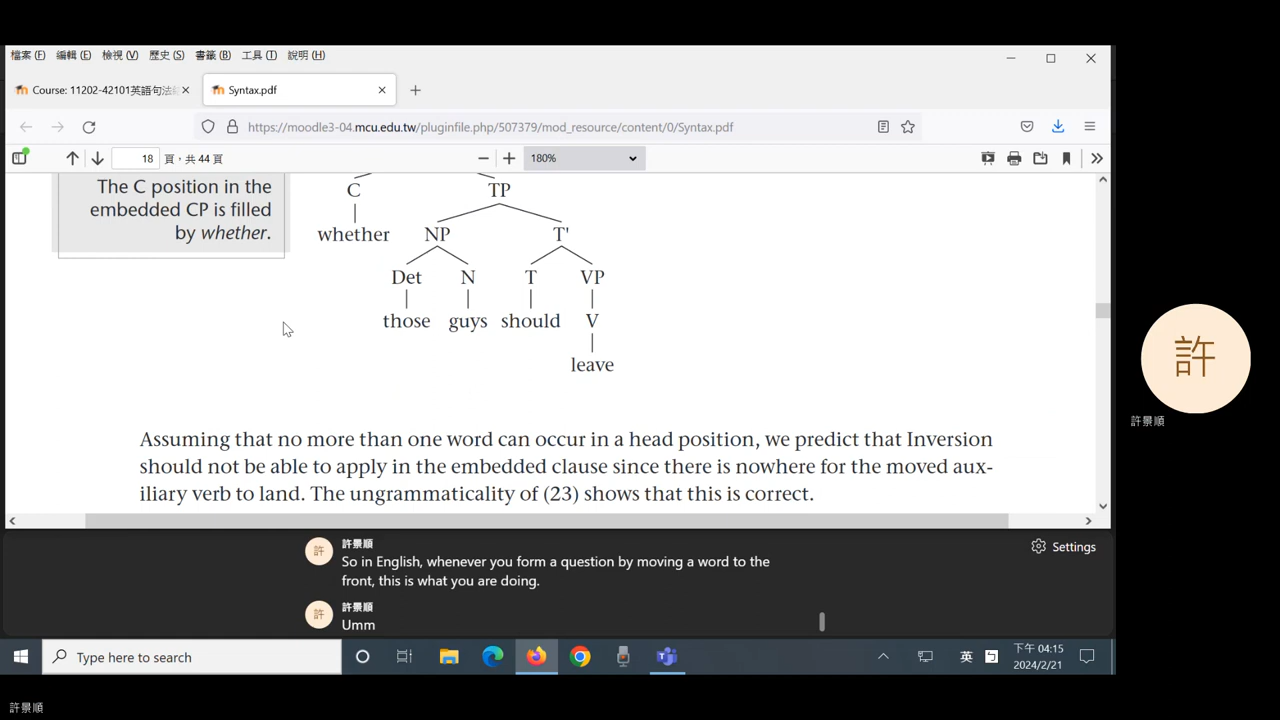 檔案 (F) 編輯 (E) 檢視 (V) 歷史 (S) 書籤 (B) 工具 (T) 說明 (H)
Course: 11202-42101英語句法結
Syntax.pdf
https://moodle3-04.mcu.edu.tw/pluginfile.php/507379/mod_resource/content/0/Syntax.pdf
18 頁，共 44 頁
180%
The C position in the
embedded CP is filled
by whether.
C TP
whether NP T'
Det N T VP
those guys should V
leave
Assuming that no more than one word can occur in a head position, we predict that Inversion
should not be able to apply in the embedded clause since there is nowhere for the moved aux-
iliary verb to land. The ungrammaticality of (23) shows that this is correct.
許
許景順
許
許景順
So in English, whenever you form a question by moving a word to the
front, this is what you are doing.
許
許景順
Umm
Settings
Type here to search
英
下午 04:15
2024/2/21
許景順